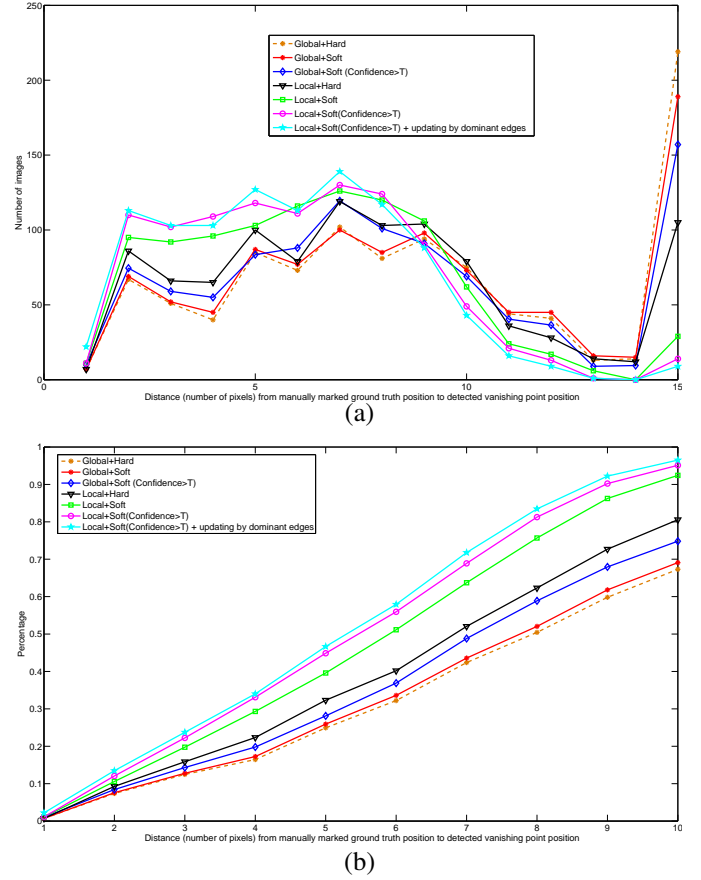 250
200
150
100
50
0
Number of images
Global+Hard
Global+Soft
Global+Soft (Confidence>T)
Local+Hard
Local+Soft
Local+Soft(Confidence>T)
Local+Soft(Confidence>T) + updating by dominant edges
0 5 10 15
Distance (number of pixels) from manually marked ground truth position to detected vanishing point position
(a)
1
0.9
0.8
0.7
0.6
0.5
0.4
0.3
0.2
0.1
0
Percentage
Global+Hard
Global+Soft
Global+Soft (Confidence>T)
Local+Hard
Local+Soft
Local+Soft(Confidence>T)
Local+Soft(Confidence>T) + updating by dominant edges
1 2 3 4 5 6 7 8 9 10
Distance (number of pixels) from manually marked ground truth position to detected vanishing point position
(b)